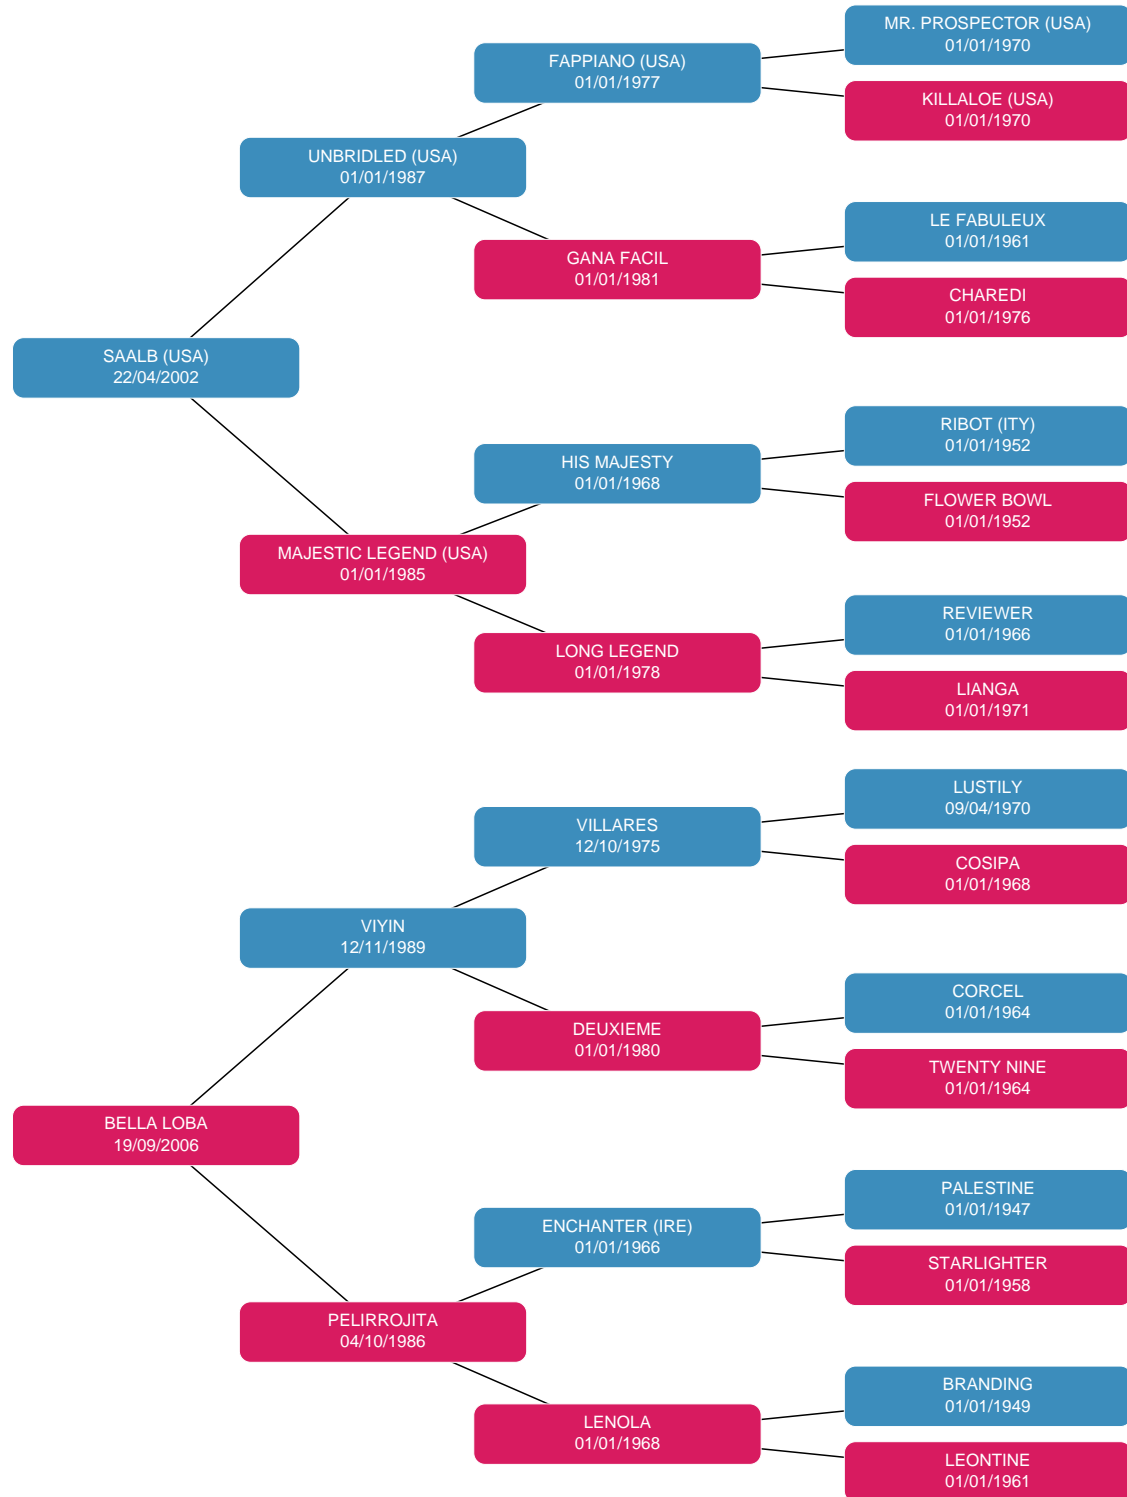 MR. PROSPECTOR (USA)
01/01/1970
FAPPIANO (USA)
01/01/1977
KILLALOE (USA)
01/01/1970
UNBRIDLED (USA)
01/01/1987
LE FABULEUX
01/01/1961
GANA FACIL
01/01/1981
CHAREDI
01/01/1976
SAALB (USA)
22/04/2002
RIBOT (ITY)
01/01/1952
HIS MAJESTY
01/01/1968
FLOWER BOWL
01/01/1952
MAJESTIC LEGEND (USA)
01/01/1985
REVIEWER
01/01/1966
LONG LEGEND
01/01/1978
LIANGA
01/01/1971
LUSTILY
09/04/1970
VILLARES
12/10/1975
COSIPA
01/01/1968
VIYIN
12/11/1989
CORCEL
01/01/1964
DEUXIEME
01/01/1980
TWENTY NINE
01/01/1964
BELLA LOBA
19/09/2006
PALESTINE
01/01/1947
ENCHANTER (IRE)
01/01/1966
STARLIGHTER
01/01/1958
PELIRROJITA
04/10/1986
BRANDING
01/01/1949
LENOLA
01/01/1968
LEONTINE
01/01/1961